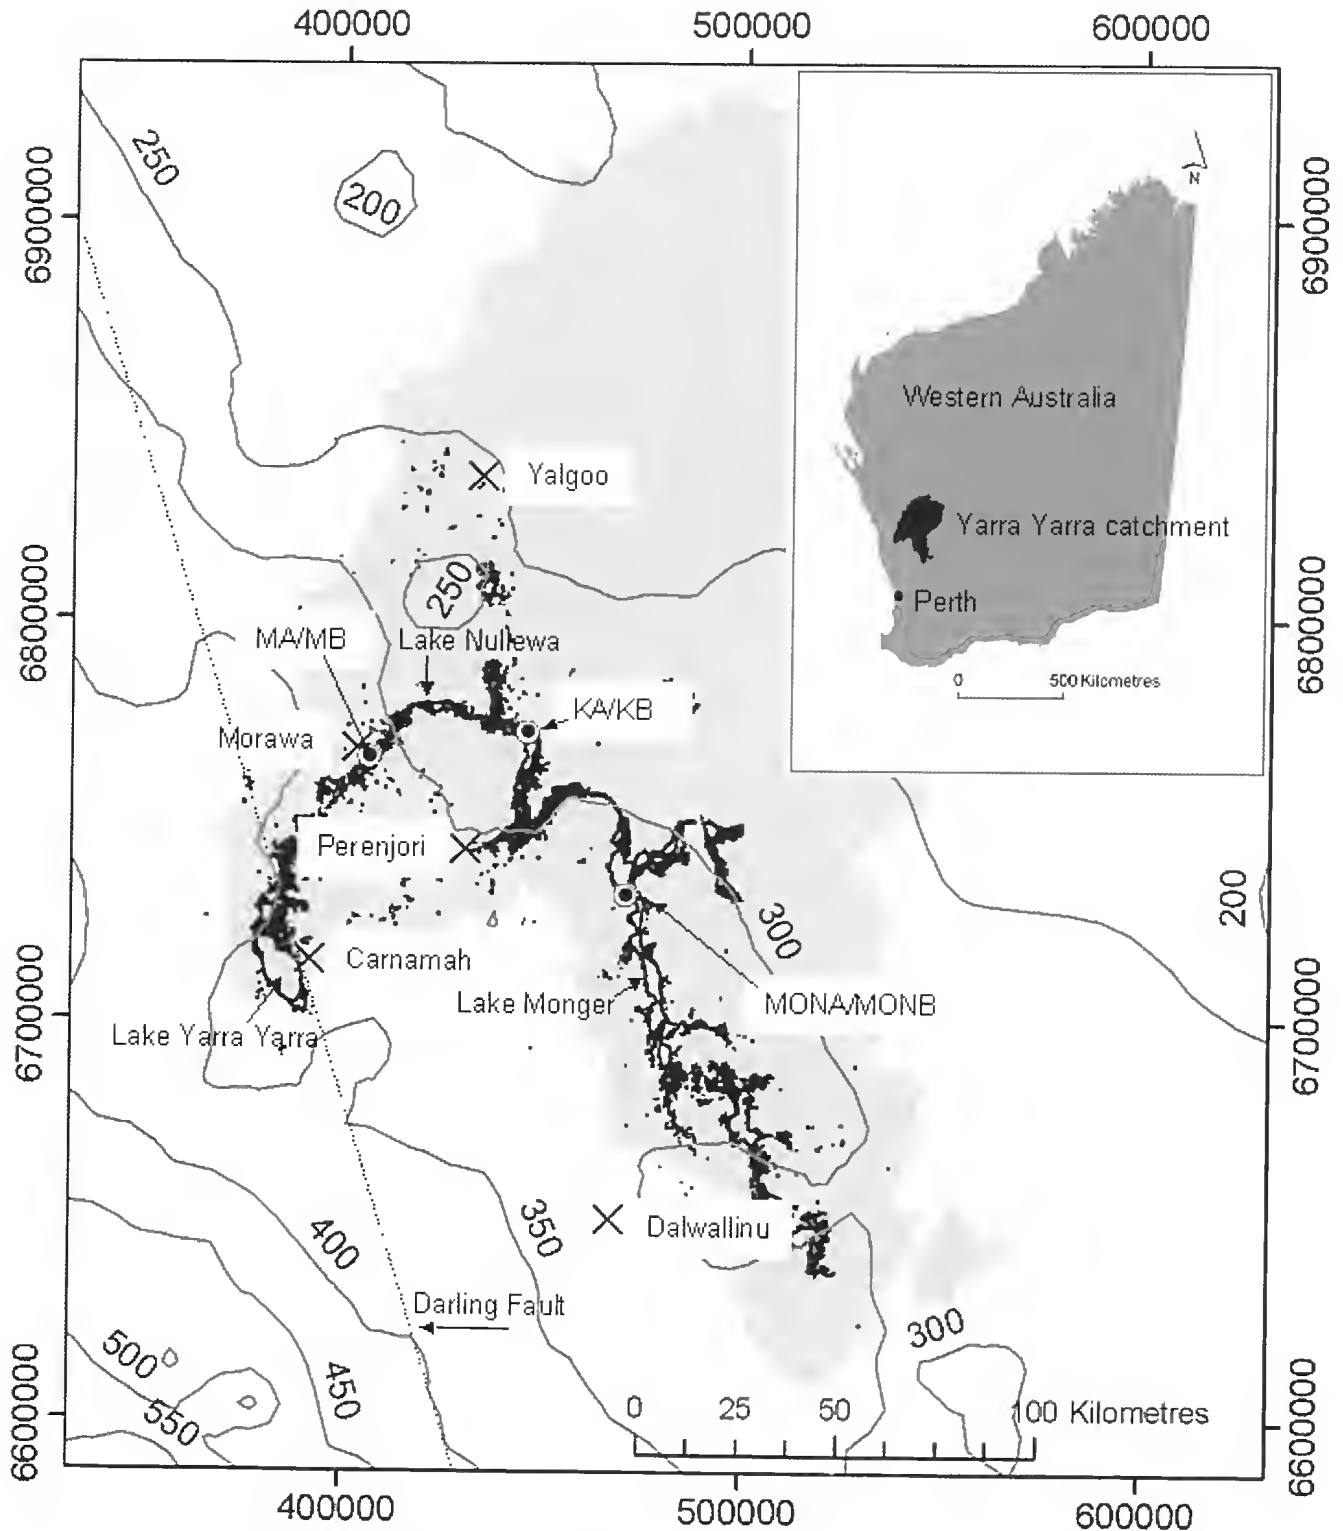 400000
500000
600000
250
200
N
6900000
6900000
Western Australia
Yalgoo
Yarra Yarra catchment
250
6800000
6800000
Perth
MA/MB
Lake Nullewa
0
500 Kilometres
KA/KB
Morawa
Perenjori
300
200
Carnamah
6700000
6700000
Lake Monger
MONA/MONB
Lake Yarra Yarra
350
Dalwallinu
400
Darling Fault
300
500
450
550
0
25
50
100 Kilometres
6600000
6600000
400000
500000
600000